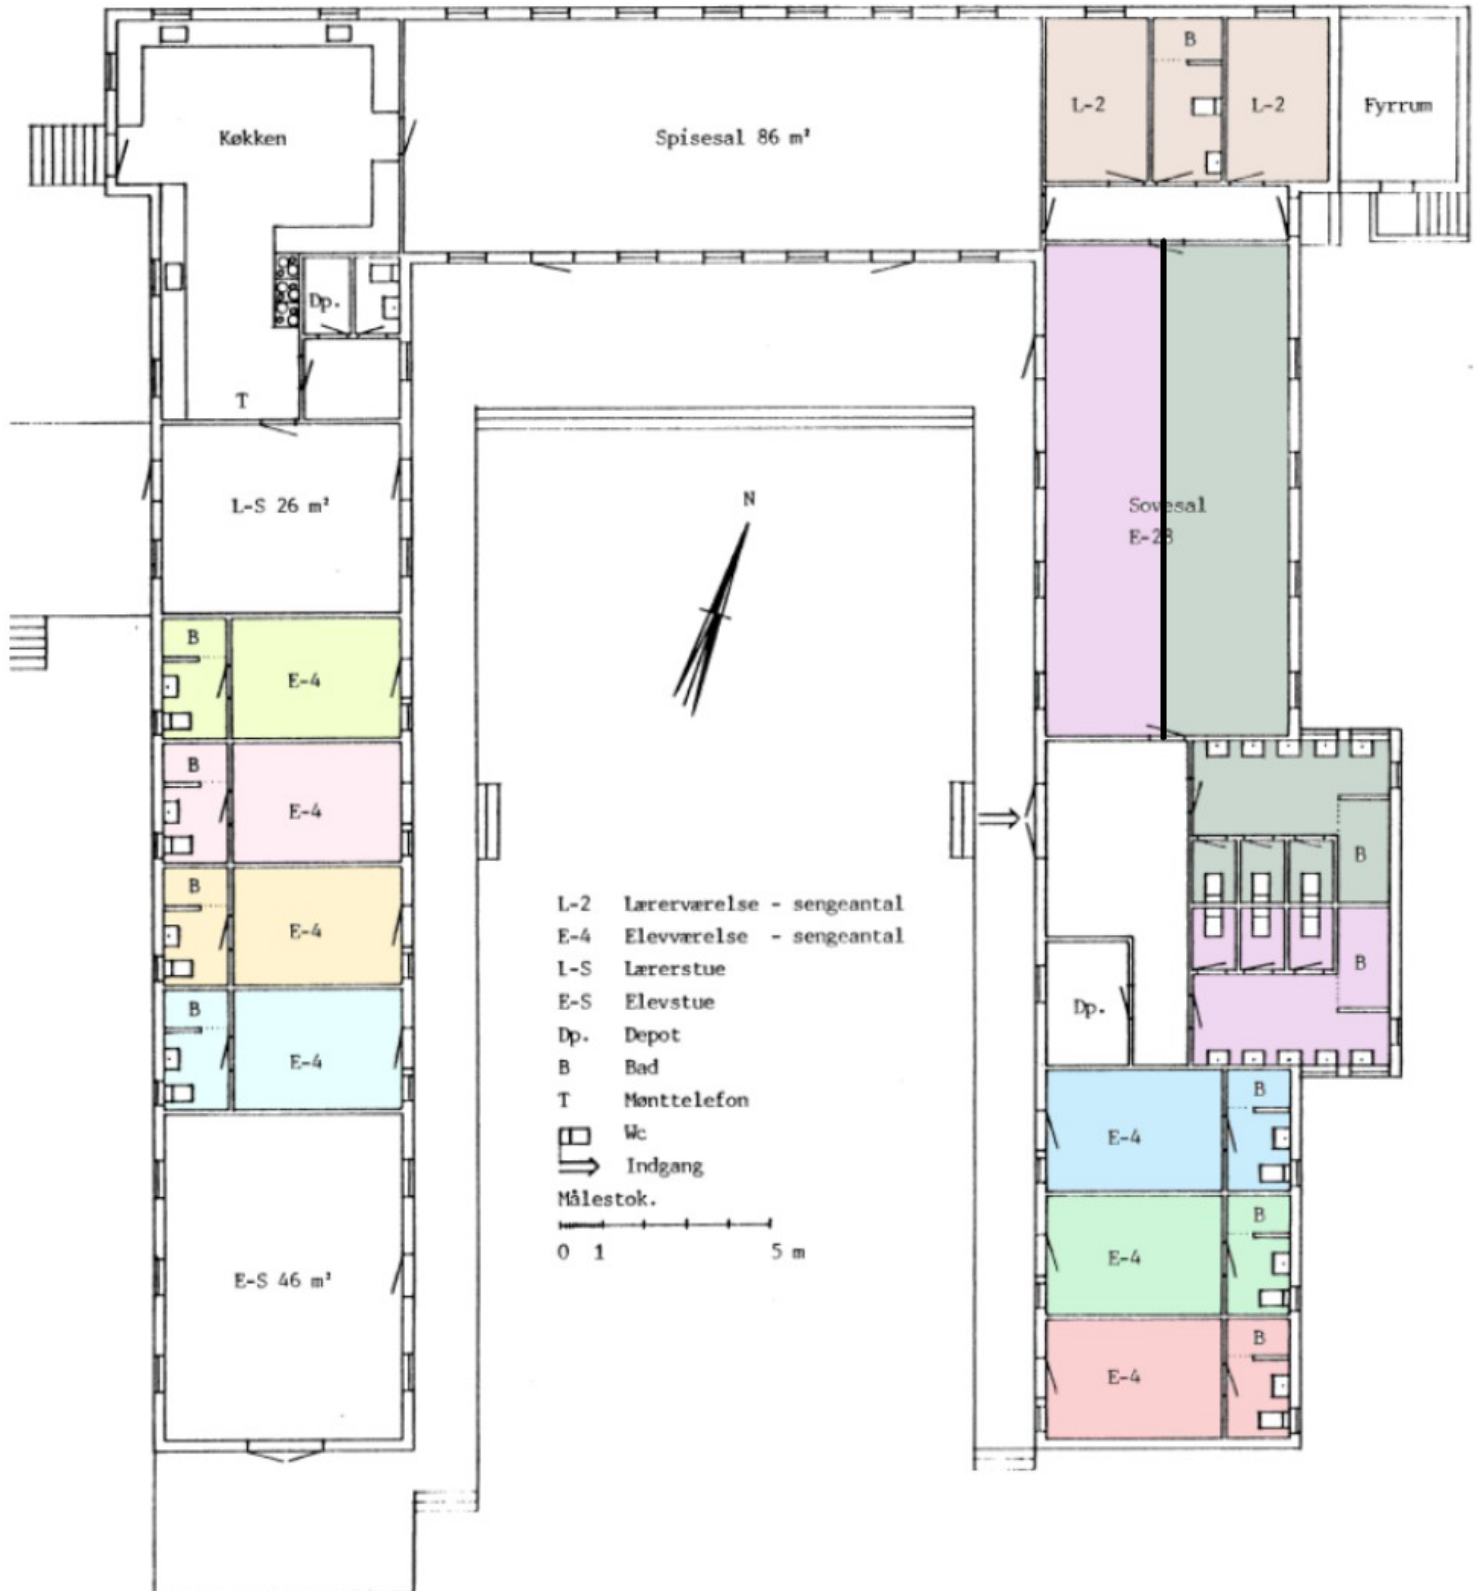 B
L-2
L-2
Fyrrum
Køkken
Spisesal 86 m²
Dp.
T
L-S 26 m²
N
Sovesal
E-28
B
E-4
B
E-4
B
E-4
B
E-4
E-S 46 m²
L-2 Lærerværelse - sengeantal
E-4 Elevværelse - sengeantal
L-S Lærerstue
E-S Elevstue
Dp. Depot
B Bad
T Mønttelefon
Wc
Indgang
Målestok.
0 1 5 m
B
B
Dp.
B
E-4
B
E-4
B
E-4